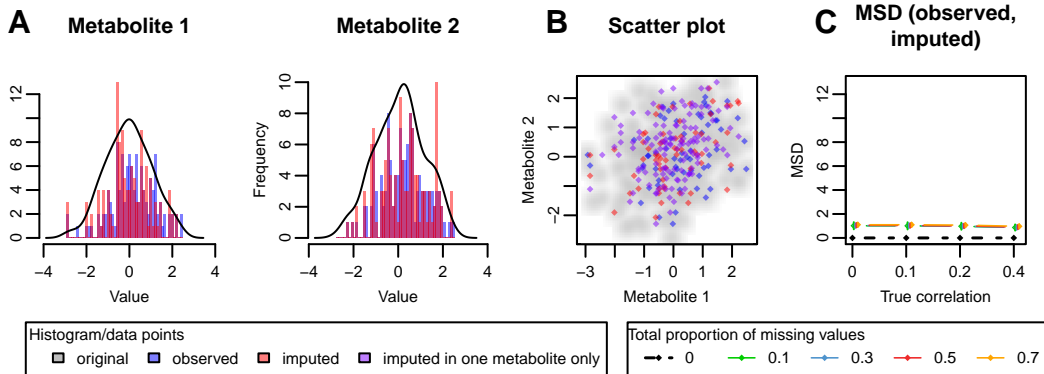 A
Metabolite 1
Metabolite 2
B
Scatter plot
C
MSD (observed,
imputed)
0
2
4
6
8
12
−4
−2
0
2
4
Value
Frequency
0
2
4
6
8
10
−4
−2
0
2
4
Value
Metabolite 2
−2
0
1
2
−3
−1
0
1
2
Metabolite 1
MSD
0
2
4
6
8
12
0
0.1
0.2
0.4
True correlation
Histogram/data points
original observed imputed imputed in one metabolite only
Total proportion of missing values
0 0.1 0.3 0.5 0.7